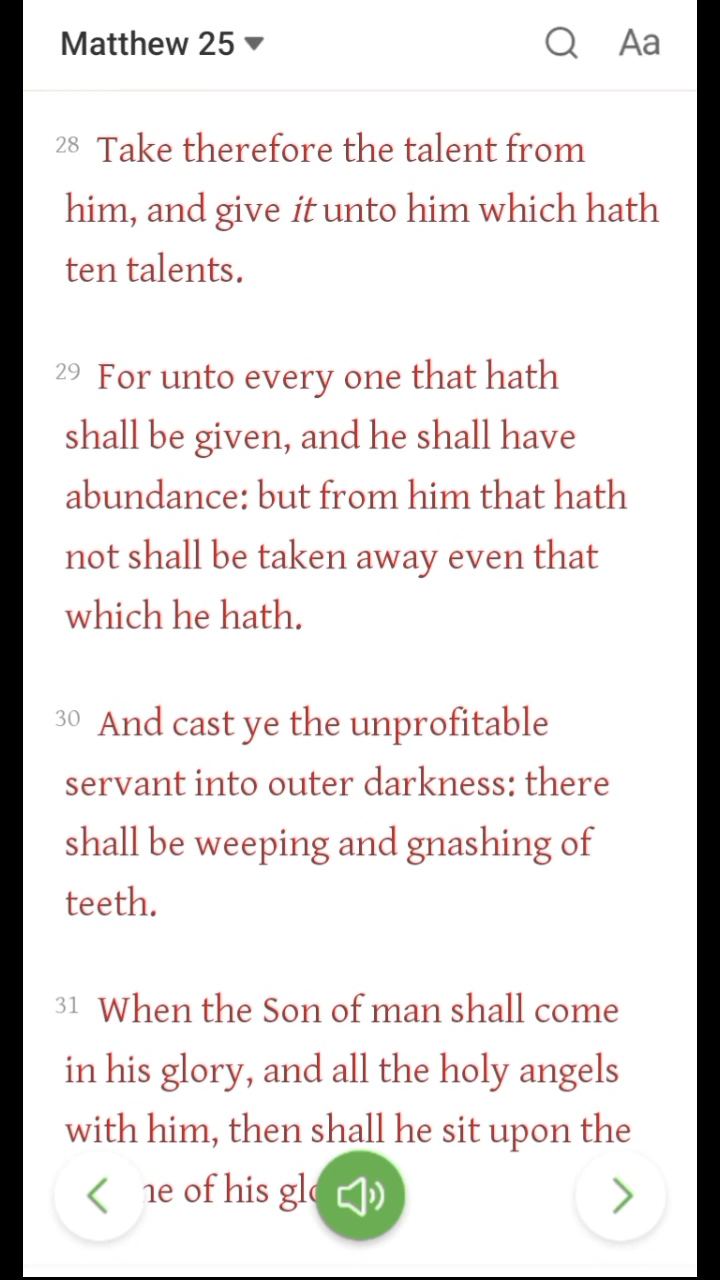 Matthew 25
Aa
28 Take therefore the talent from
him, and give it unto him which hath
ten talents.
29 For unto every one that hath
shall be given, and he shall have
abundance: but from him that hath
not shall be taken away even that
which he hath.
30 And cast ye the unprofitable
servant into outer darkness: there
shall be weeping and gnashing of
teeth.
31 When the Son of man shall come
in his glory, and all the holy angels
with him, then shall he sit upon the
of his